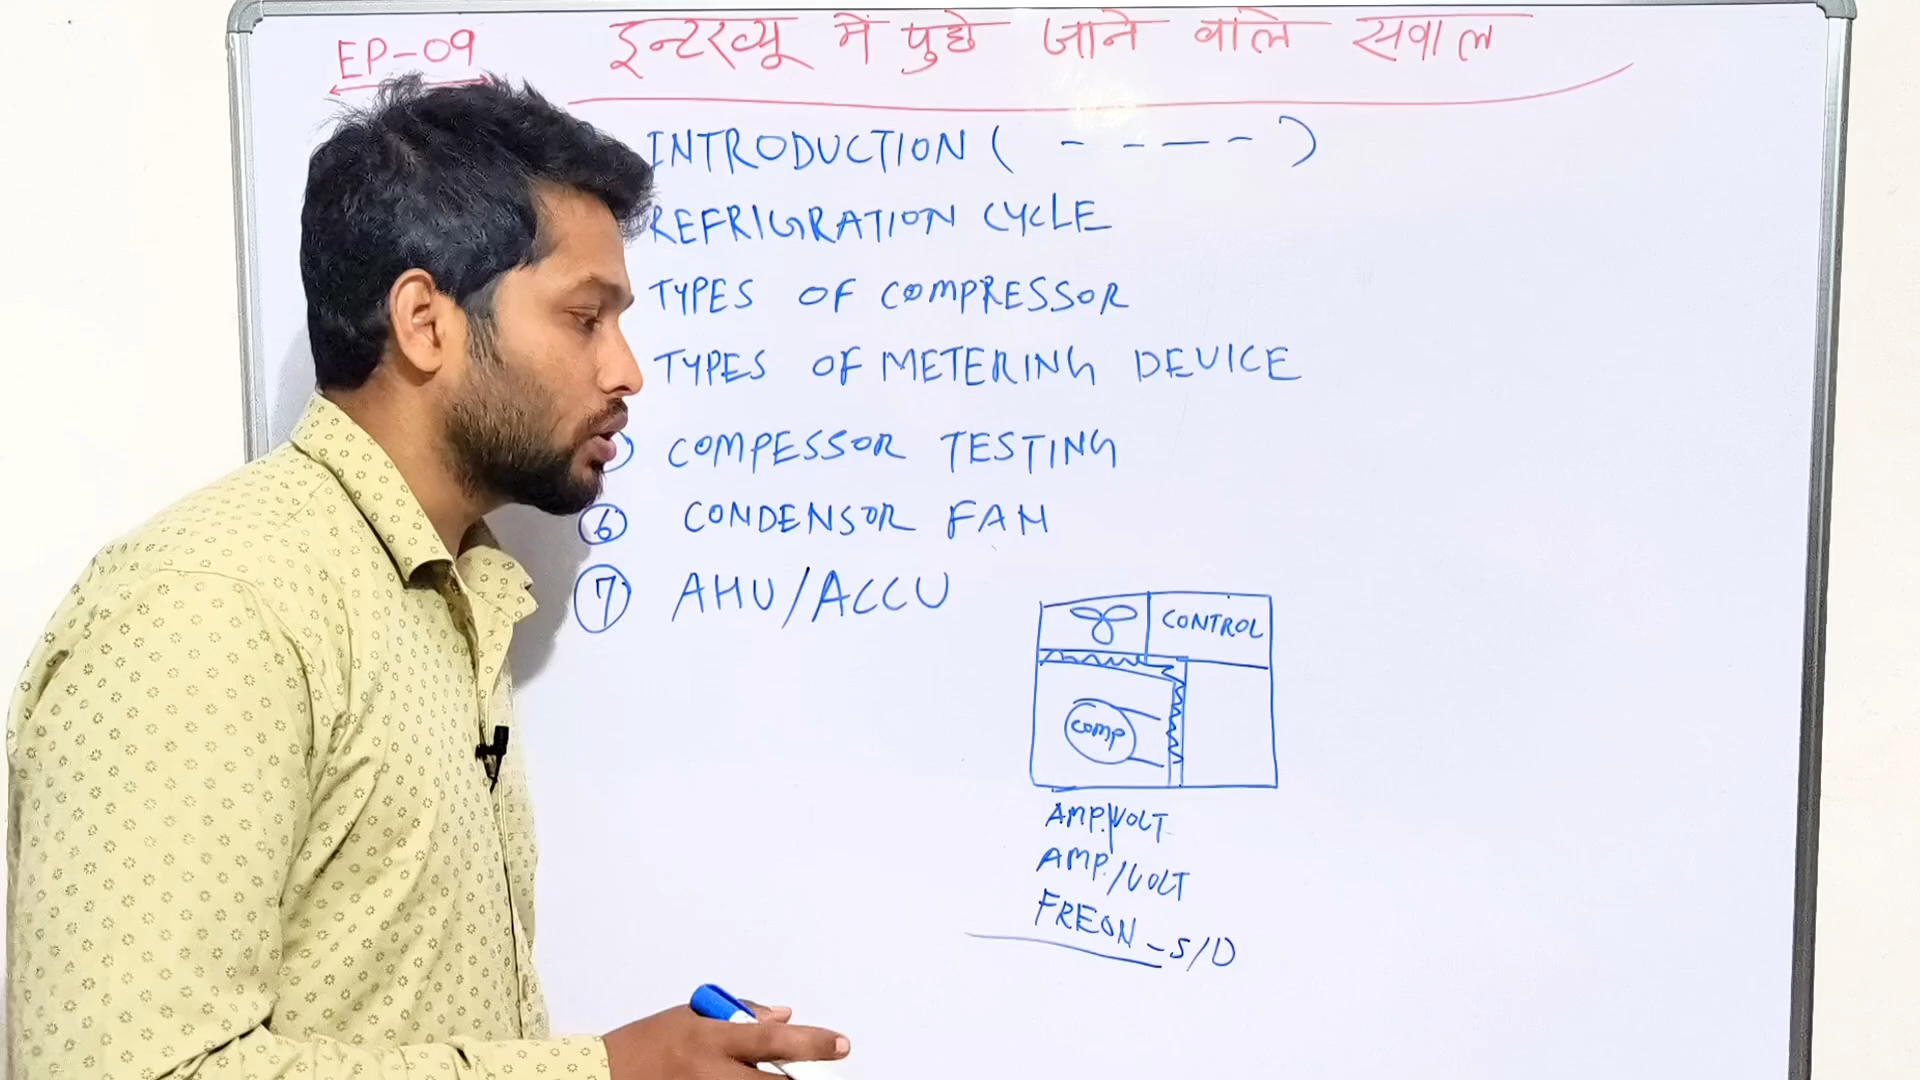 EP-09
इन्टरव्यू में पुछे जाने वाले सवाल
INTRODUCTION ( - - - - )
REFRIGRATION CYCLE
TYPES OF COMPRESSOR
TYPES OF METERING DEVICE
COMPESSOR TESTING
6 CONDENSOR FAN
7 AHU/ACCU
CONTROL
COMP
AMP./VOLT
AMP./VOLT
FREON - S/D